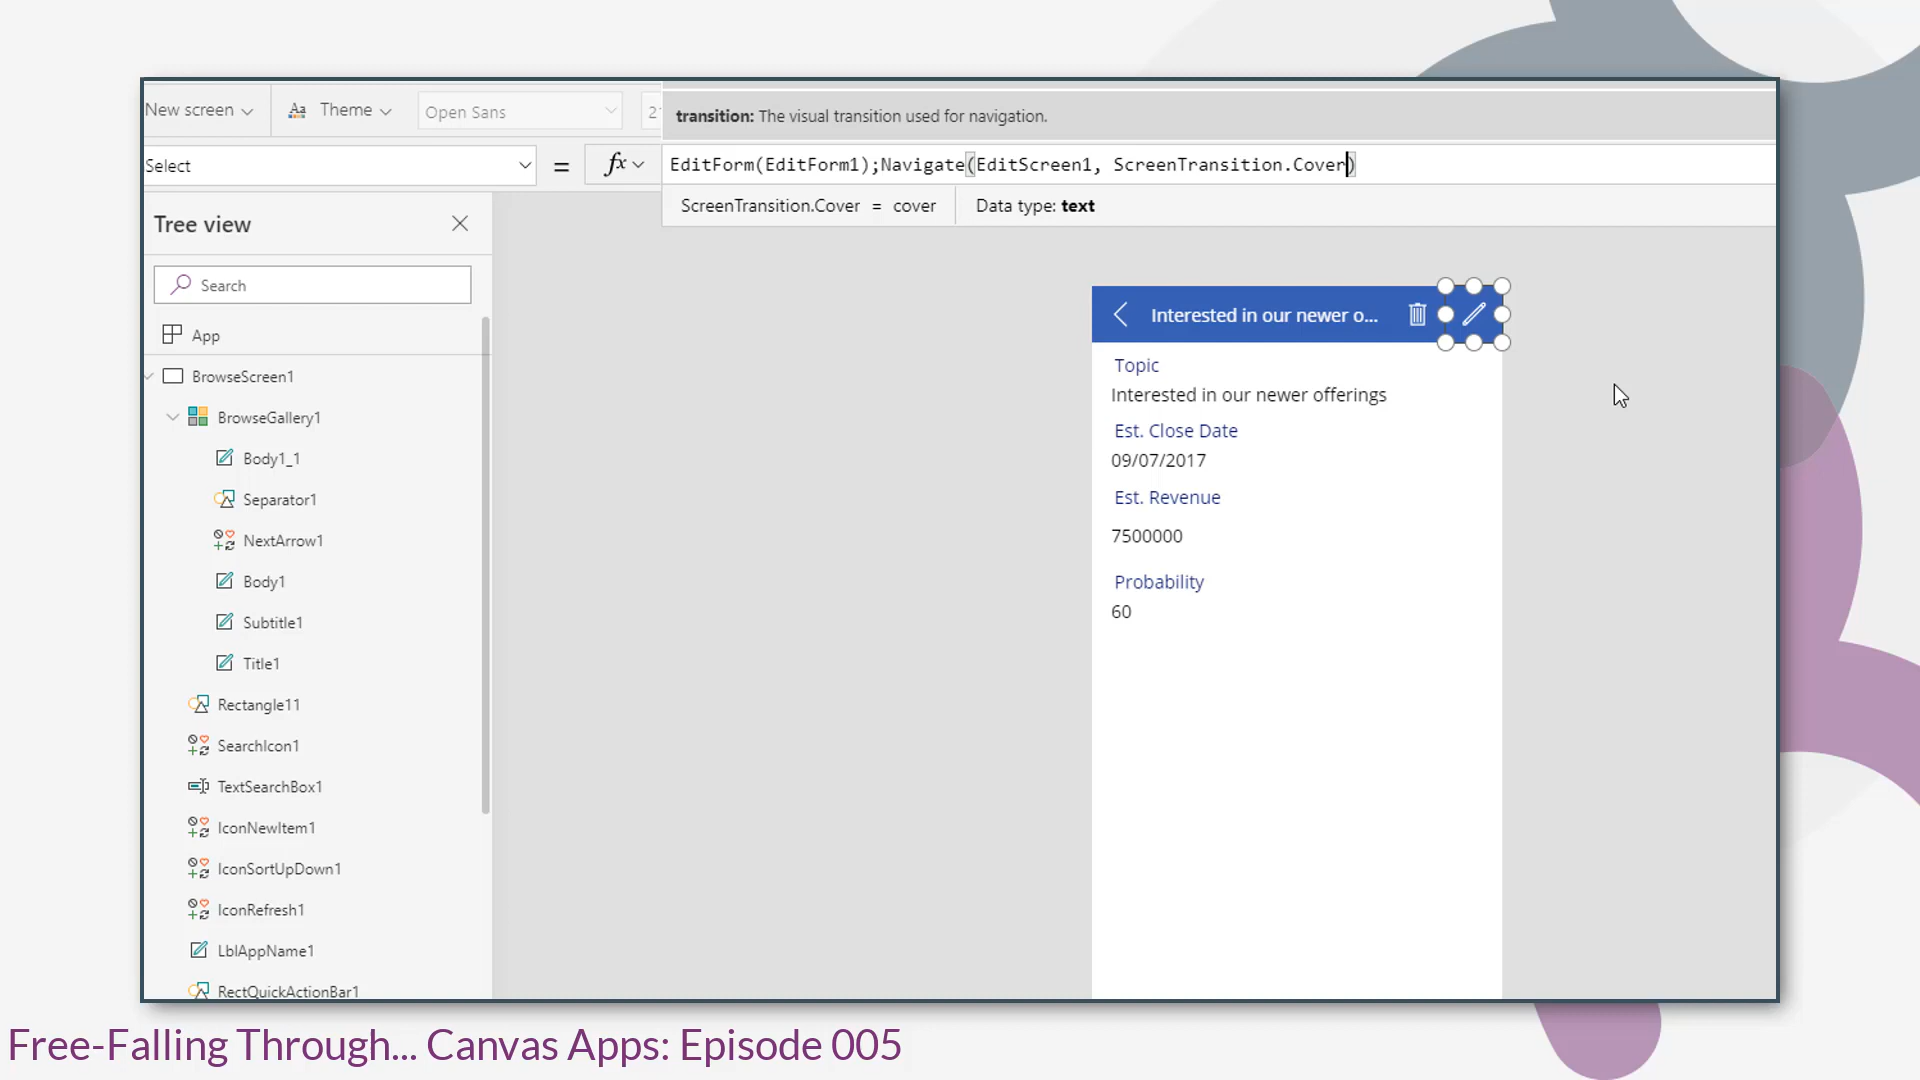 New screen
Aa Theme
Open Sans
2
transition: The visual transition used for navigation.
Select
=
fx
EditForm(EditForm1);Navigate(EditScreen1, ScreenTransition.Cover)
ScreenTransition.Cover = cover
Data type: text
Tree view
Search
App
BrowseScreen1
BrowseGallery1
Body1_1
Separator1
NextArrow1
Body1
Subtitle1
Title1
Rectangle11
SearchIcon1
TextSearchBox1
IconNewItem1
IconSortUpDown1
IconRefresh1
LblAppName1
RectQuickActionBar1
Interested in our newer o...
Topic
Interested in our newer offerings
Est. Close Date
09/07/2017
Est. Revenue
7500000
Probability
60
Free-Falling Through... Canvas Apps: Episode 005